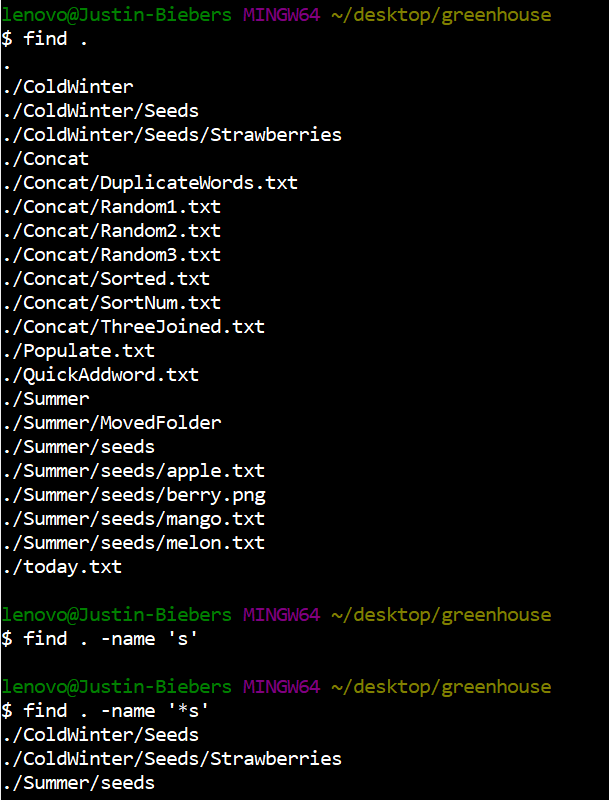 lenovo@Justin-Biebers MINGW64 ~/desktop/greenhouse
$ find .
.
./ColdWinter
./ColdWinter/Seeds
./ColdWinter/Seeds/Strawberries
./Concat
./Concat/DuplicateWords.txt
./Concat/Random1.txt
./Concat/Random2.txt
./Concat/Random3.txt
./Concat/Sorted.txt
./Concat/SortNum.txt
./Concat/ThreeJoined.txt
./Populate.txt
./QuickAddword.txt
./Summer
./Summer/MovedFolder
./Summer/seeds
./Summer/seeds/apple.txt
./Summer/seeds/berry.png
./Summer/seeds/mango.txt
./Summer/seeds/melon.txt
./today.txt
lenovo@Justin-Biebers MINGW64 ~/desktop/greenhouse
$ find . -name 's'
lenovo@Justin-Biebers MINGW64 ~/desktop/greenhouse
$ find . -name '*s'
./ColdWinter/Seeds
./ColdWinter/Seeds/Strawberries
./Summer/seeds